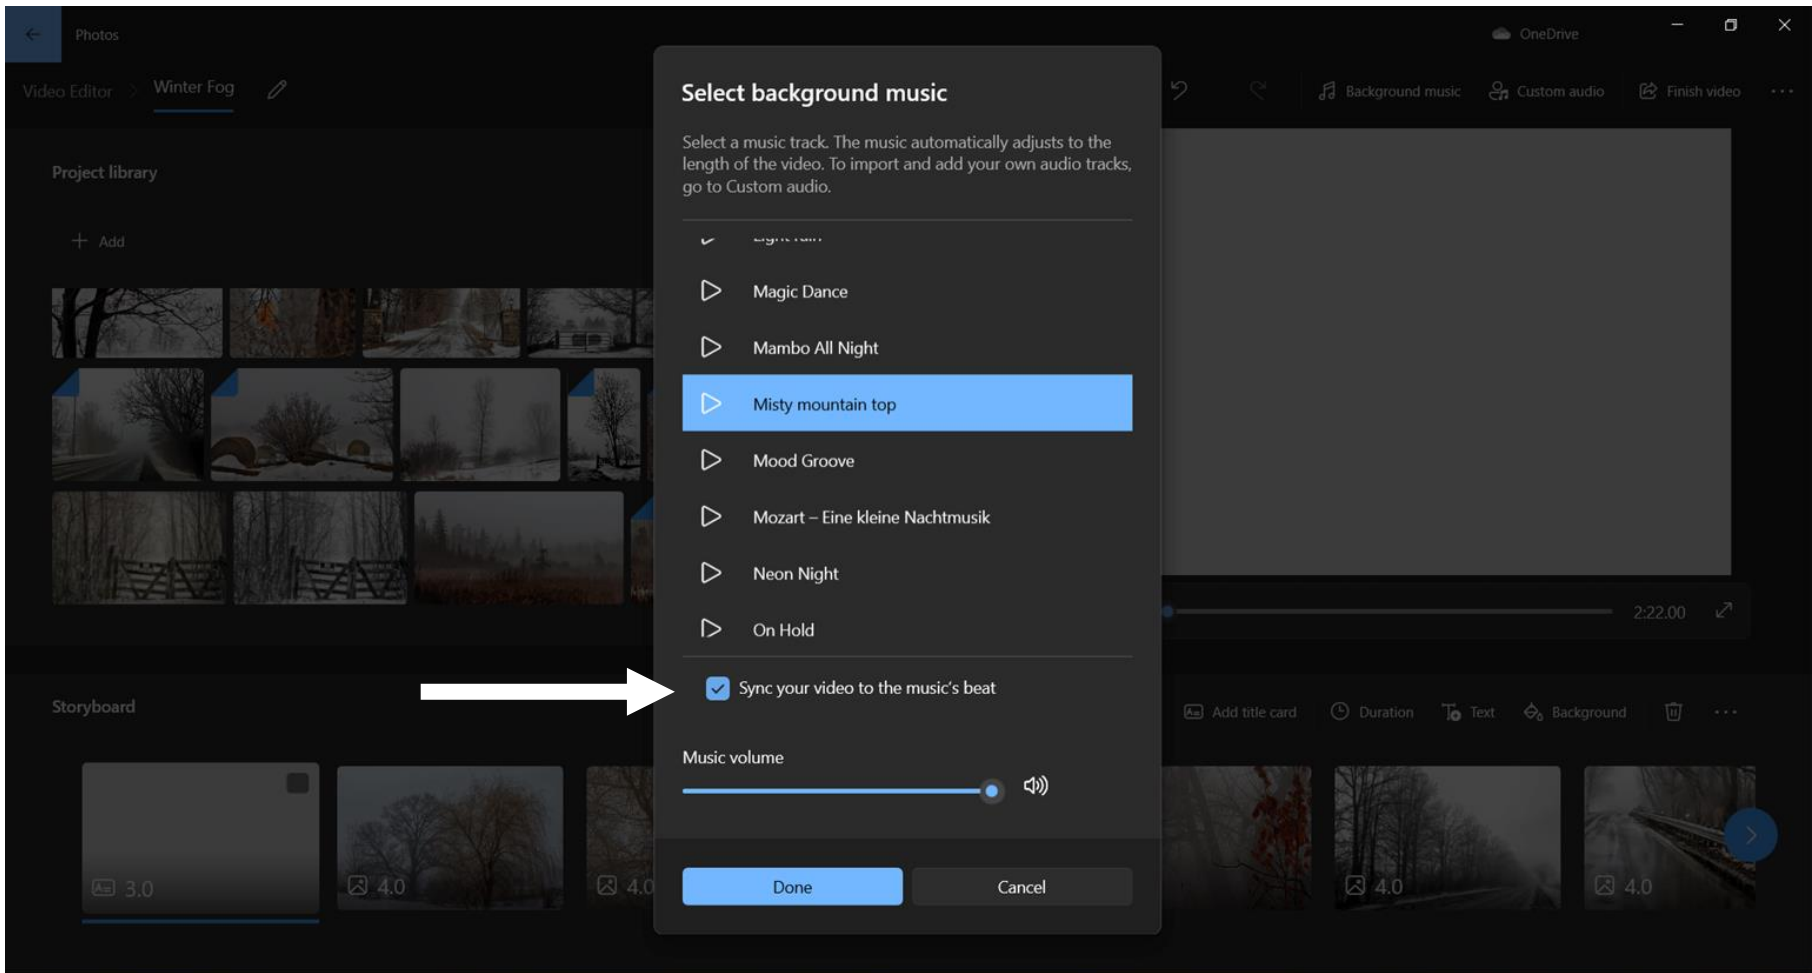 Photos
OneDrive
Video Editor > Winter Fog
Background music
Custom audio
Finish video
Project library
Add
Select background music
Select a music track. The music automatically adjusts to the
length of the video. To import and add your own audio tracks,
go to Custom audio.
Light rain
Magic Dance
Mambo All Night
Misty mountain top
Mood Groove
Mozart – Eine kleine Nachtmusik
Neon Night
On Hold
Sync your video to the music's beat
Music volume
Done
Cancel
2:22.00
Storyboard
Add title card
Duration
Text
Background
3.0
4.0
4.0
4.0
4.0